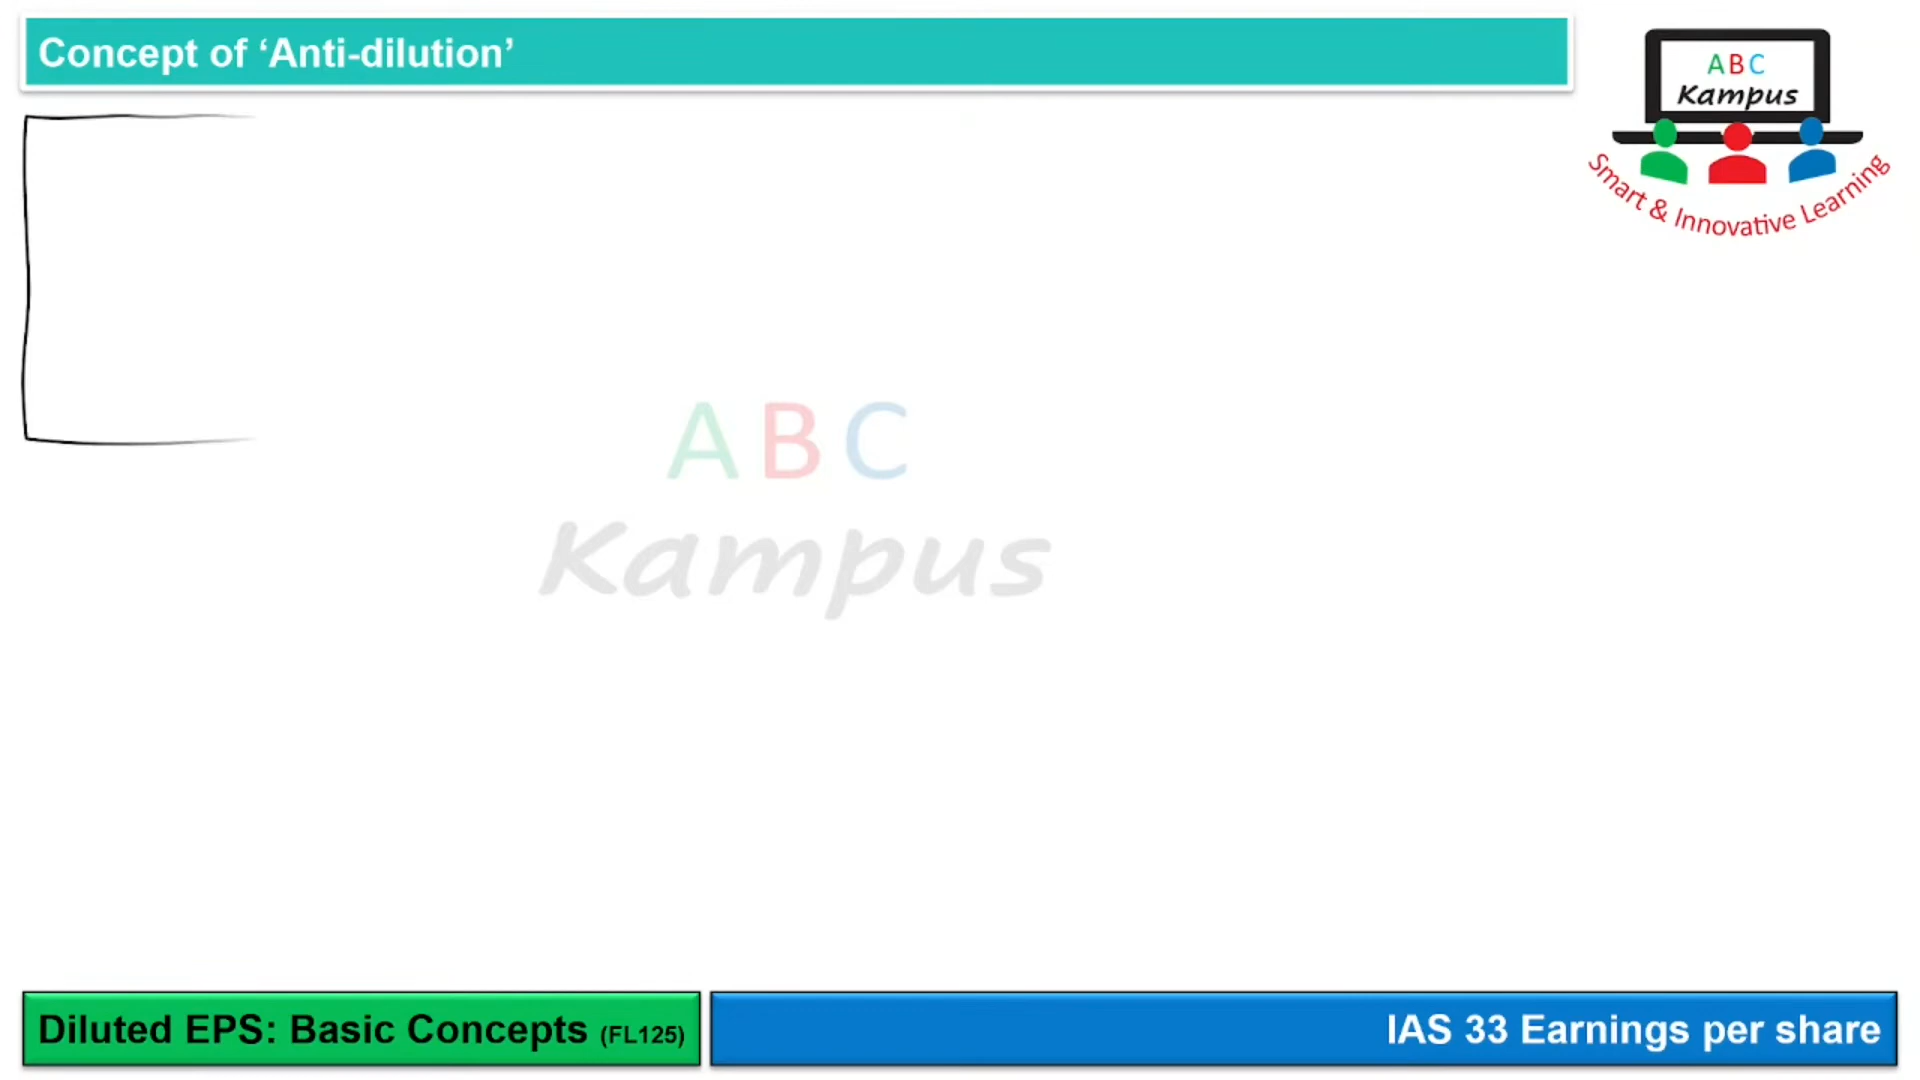 Concept of ‘Anti-dilution’
A B C
Kampus
Smart & Innovative Learning
A B C
Kampus
Diluted EPS: Basic Concepts (FL125)
IAS 33 Earnings per share